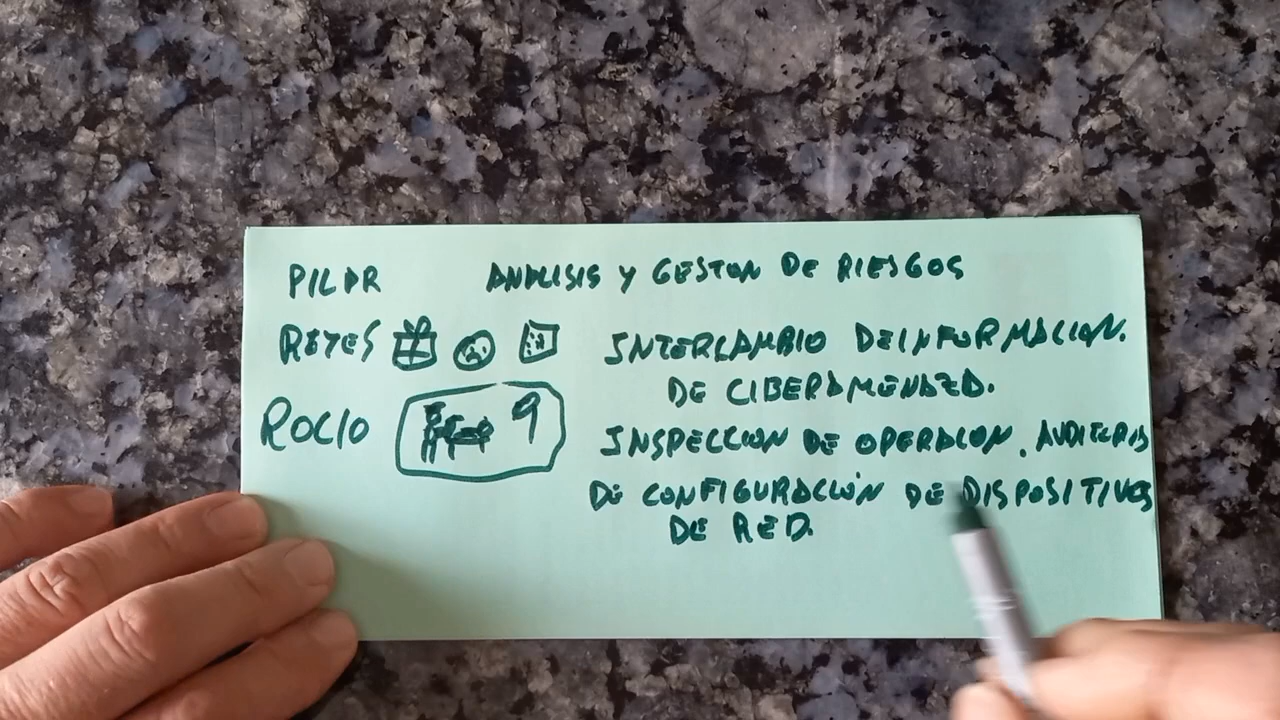 PILAR ANALISIS Y GESTION DE RIESGOS
REYES INTERCAMBIO DE INFORMACION.
DE CIBERAMENAZA.
ROCIO 9 INSPECCION DE OPERACION. AUDITORIAS
DE CONFIGURACIÓN DE DISPOSITIVOS
DE RED.